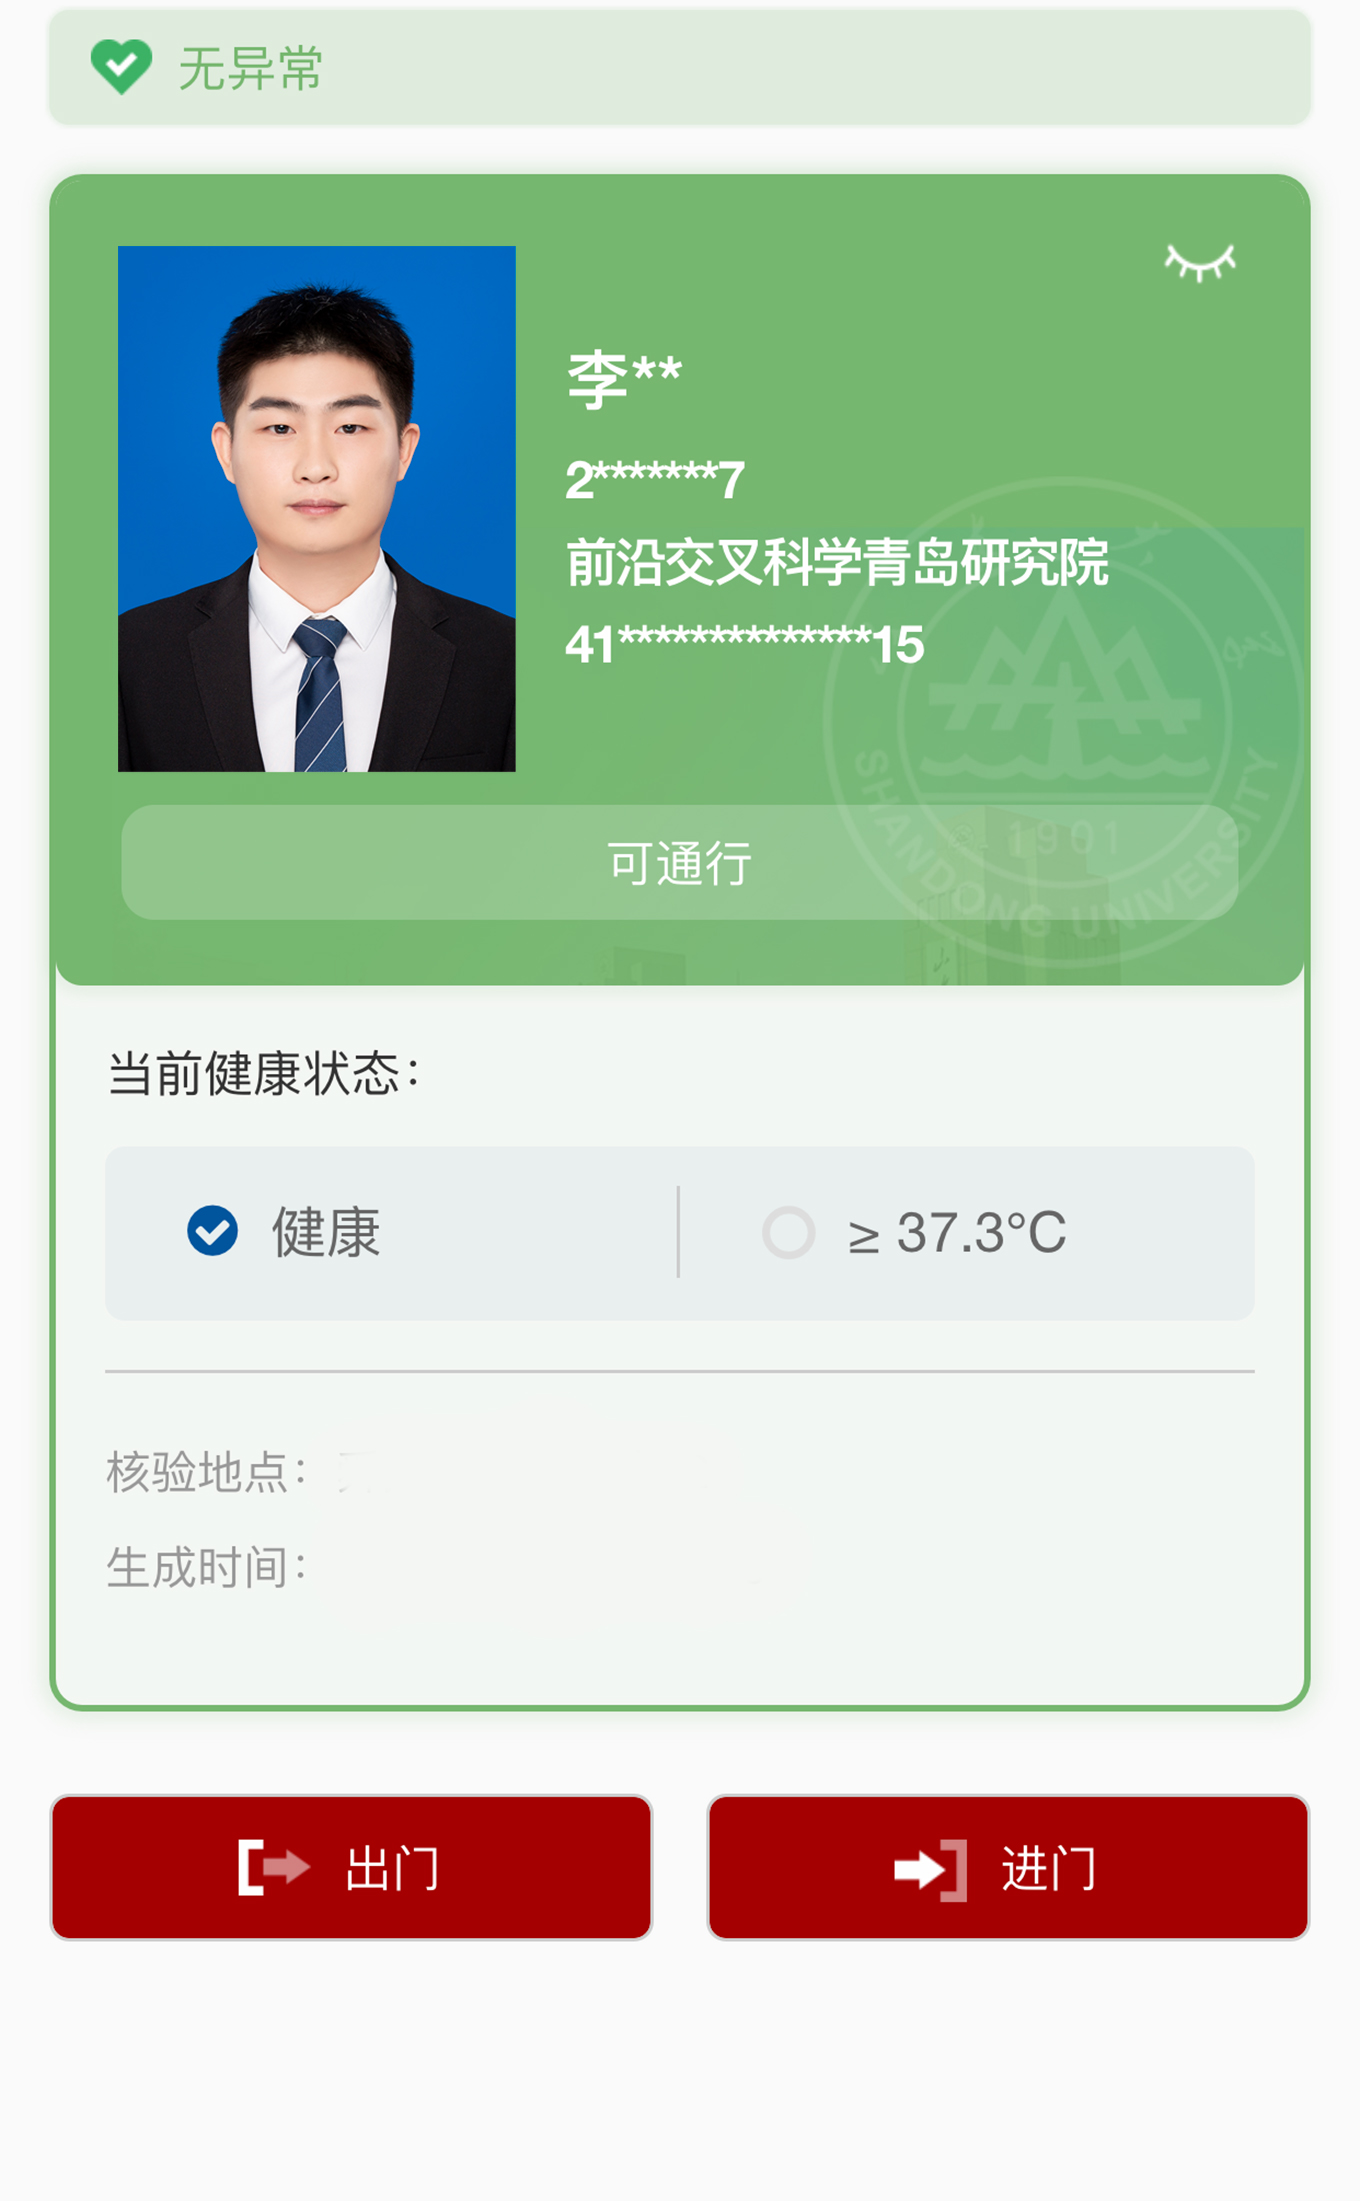 无异常
李**
2*******7
前沿交叉科学青岛研究院
41**************15
SHANDONG UNIVERSITY
1901
可通行
当前健康状态：
健康
≥ 37.3°C
核验地点：
生成时间：
出门
进门